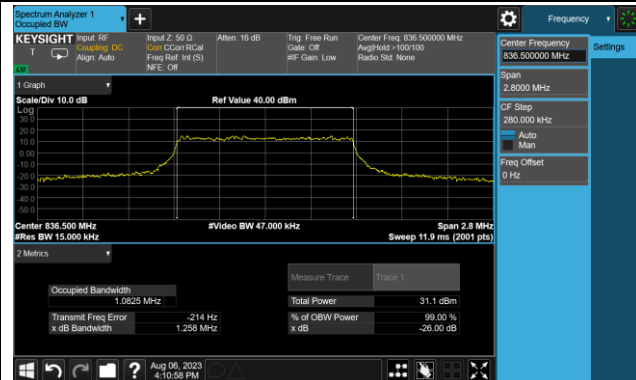 Spectrum Analyzer 1
Occupied BW
+
Frequency
KEYSIGHT
T
LXI
Input: RF
Coupling: DC
Align: Auto
Input Z: 50 Ω
Corr CCorr RCal
Freq Ref: Int (S)
NFE: Off
Atten: 16 dB
Trig: Free Run
Gate: Off
#IF Gain: Low
Center Freq: 836.500000 MHz
Avg|Hold:>100/100
Radio Std: None
Center Frequency
836.500000 MHz
Settings
Span
2.8000 MHz
CF Step
280.000 kHz
Auto
Man
Freq Offset
0 Hz
1 Graph
Scale/Div 10.0 dB
Ref Value 40.00 dBm
Log
30.0
20.0
10.0
0.00
-10.0
-20.0
-30.0
-40.0
-50.0
Center 836.500 MHz
#Video BW 47.000 kHz
Span 2.8 MHz
#Res BW 15.000 kHz
Sweep 11.9 ms (2001 pts)
2 Metrics
Measure Trace
Trace 1
Occupied Bandwidth
1.0825 MHz
Total Power
31.1 dBm
Transmit Freq Error
-214 Hz
% of OBW Power
99.00 %
x dB Bandwidth
1.258 MHz
x dB
-26.00 dB
?
Aug 06, 2023
4:10:58 PM